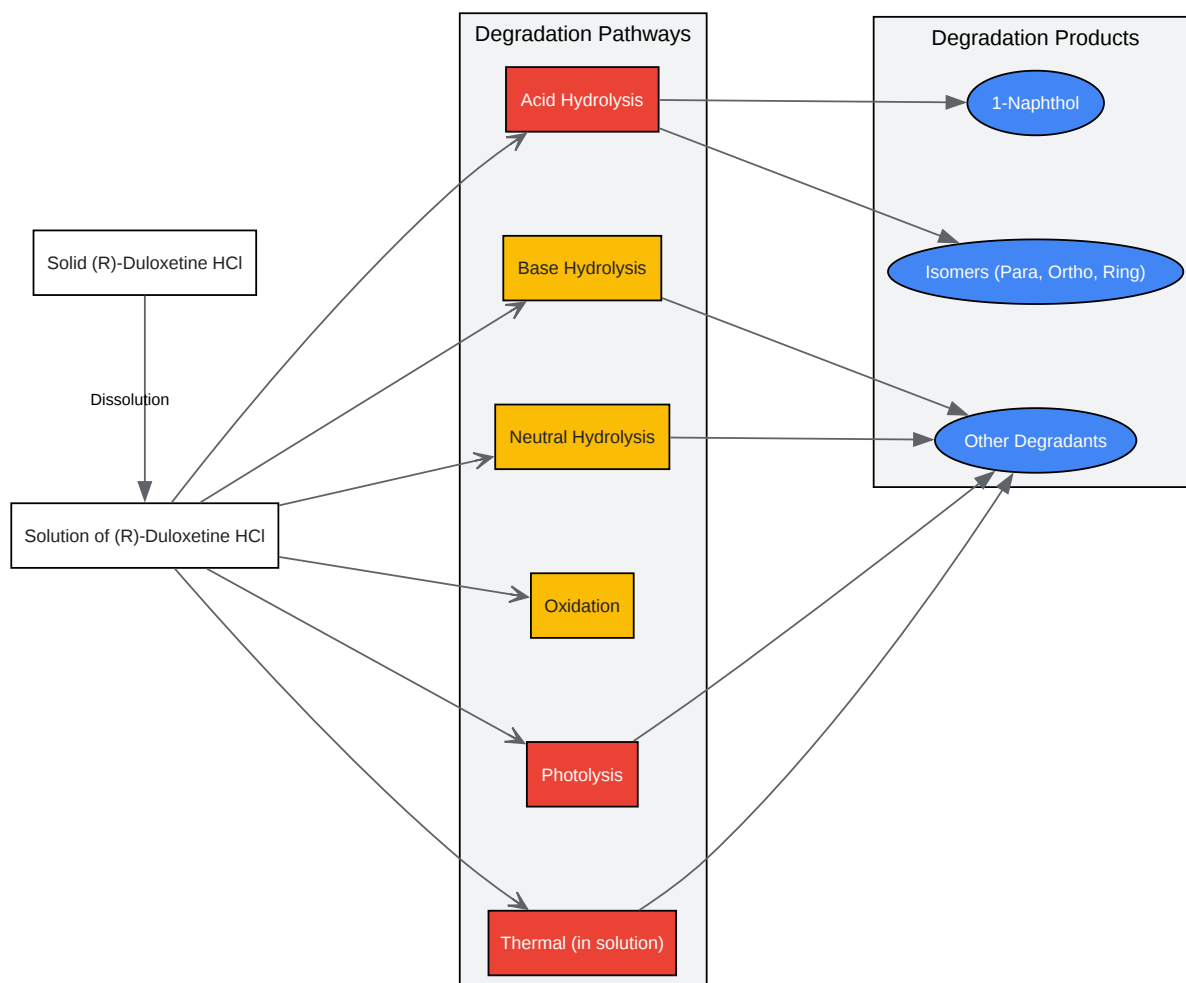 Solid (R)-Duloxetine HCl
Dissolution
Solution of (R)-Duloxetine HCl
Degradation Pathways
Acid Hydrolysis
Base Hydrolysis
Neutral Hydrolysis
Oxidation
Photolysis
Thermal (in solution)
Degradation Products
1-Naphthol
Isomers (Para, Ortho, Ring)
Other Degradants